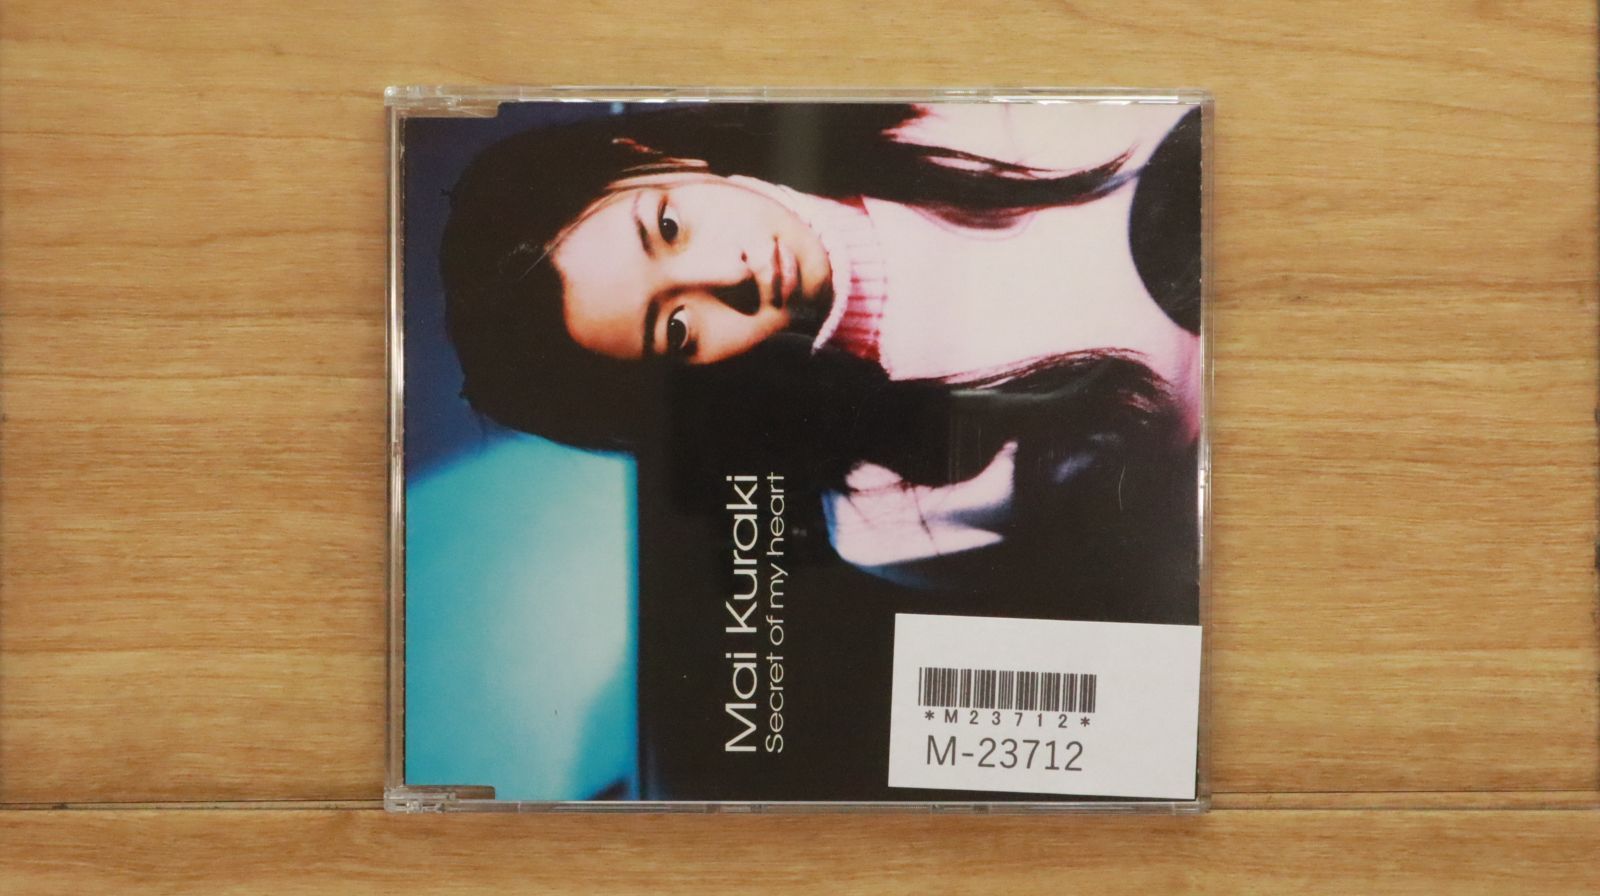 Mai Kuraki
Secret of my heart
*M23712*
M-23712